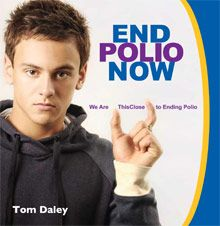 END
POLIO
NOW
We Are ThisClose to Ending Polio
Tom Daley